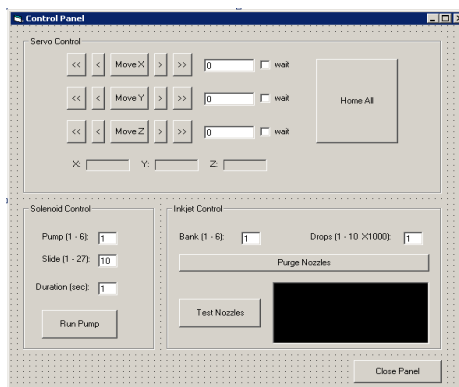 Control Panel
Servo Control
<< < Move X > >> 0 wait
<< < Move Y > >> 0 wait
<< < Move Z > >> 0 wait
Home All
X: Y: Z:
Solenoid Control
Pump (1 - 6): 1
Slide (1 - 27): 10
Duration (sec): 1
Run Pump
Inkjet Control
Bank (1 - 6): 1 Drops (1 - 10 X1000): 1
Purge Nozzles
Test Nozzles
Close Panel